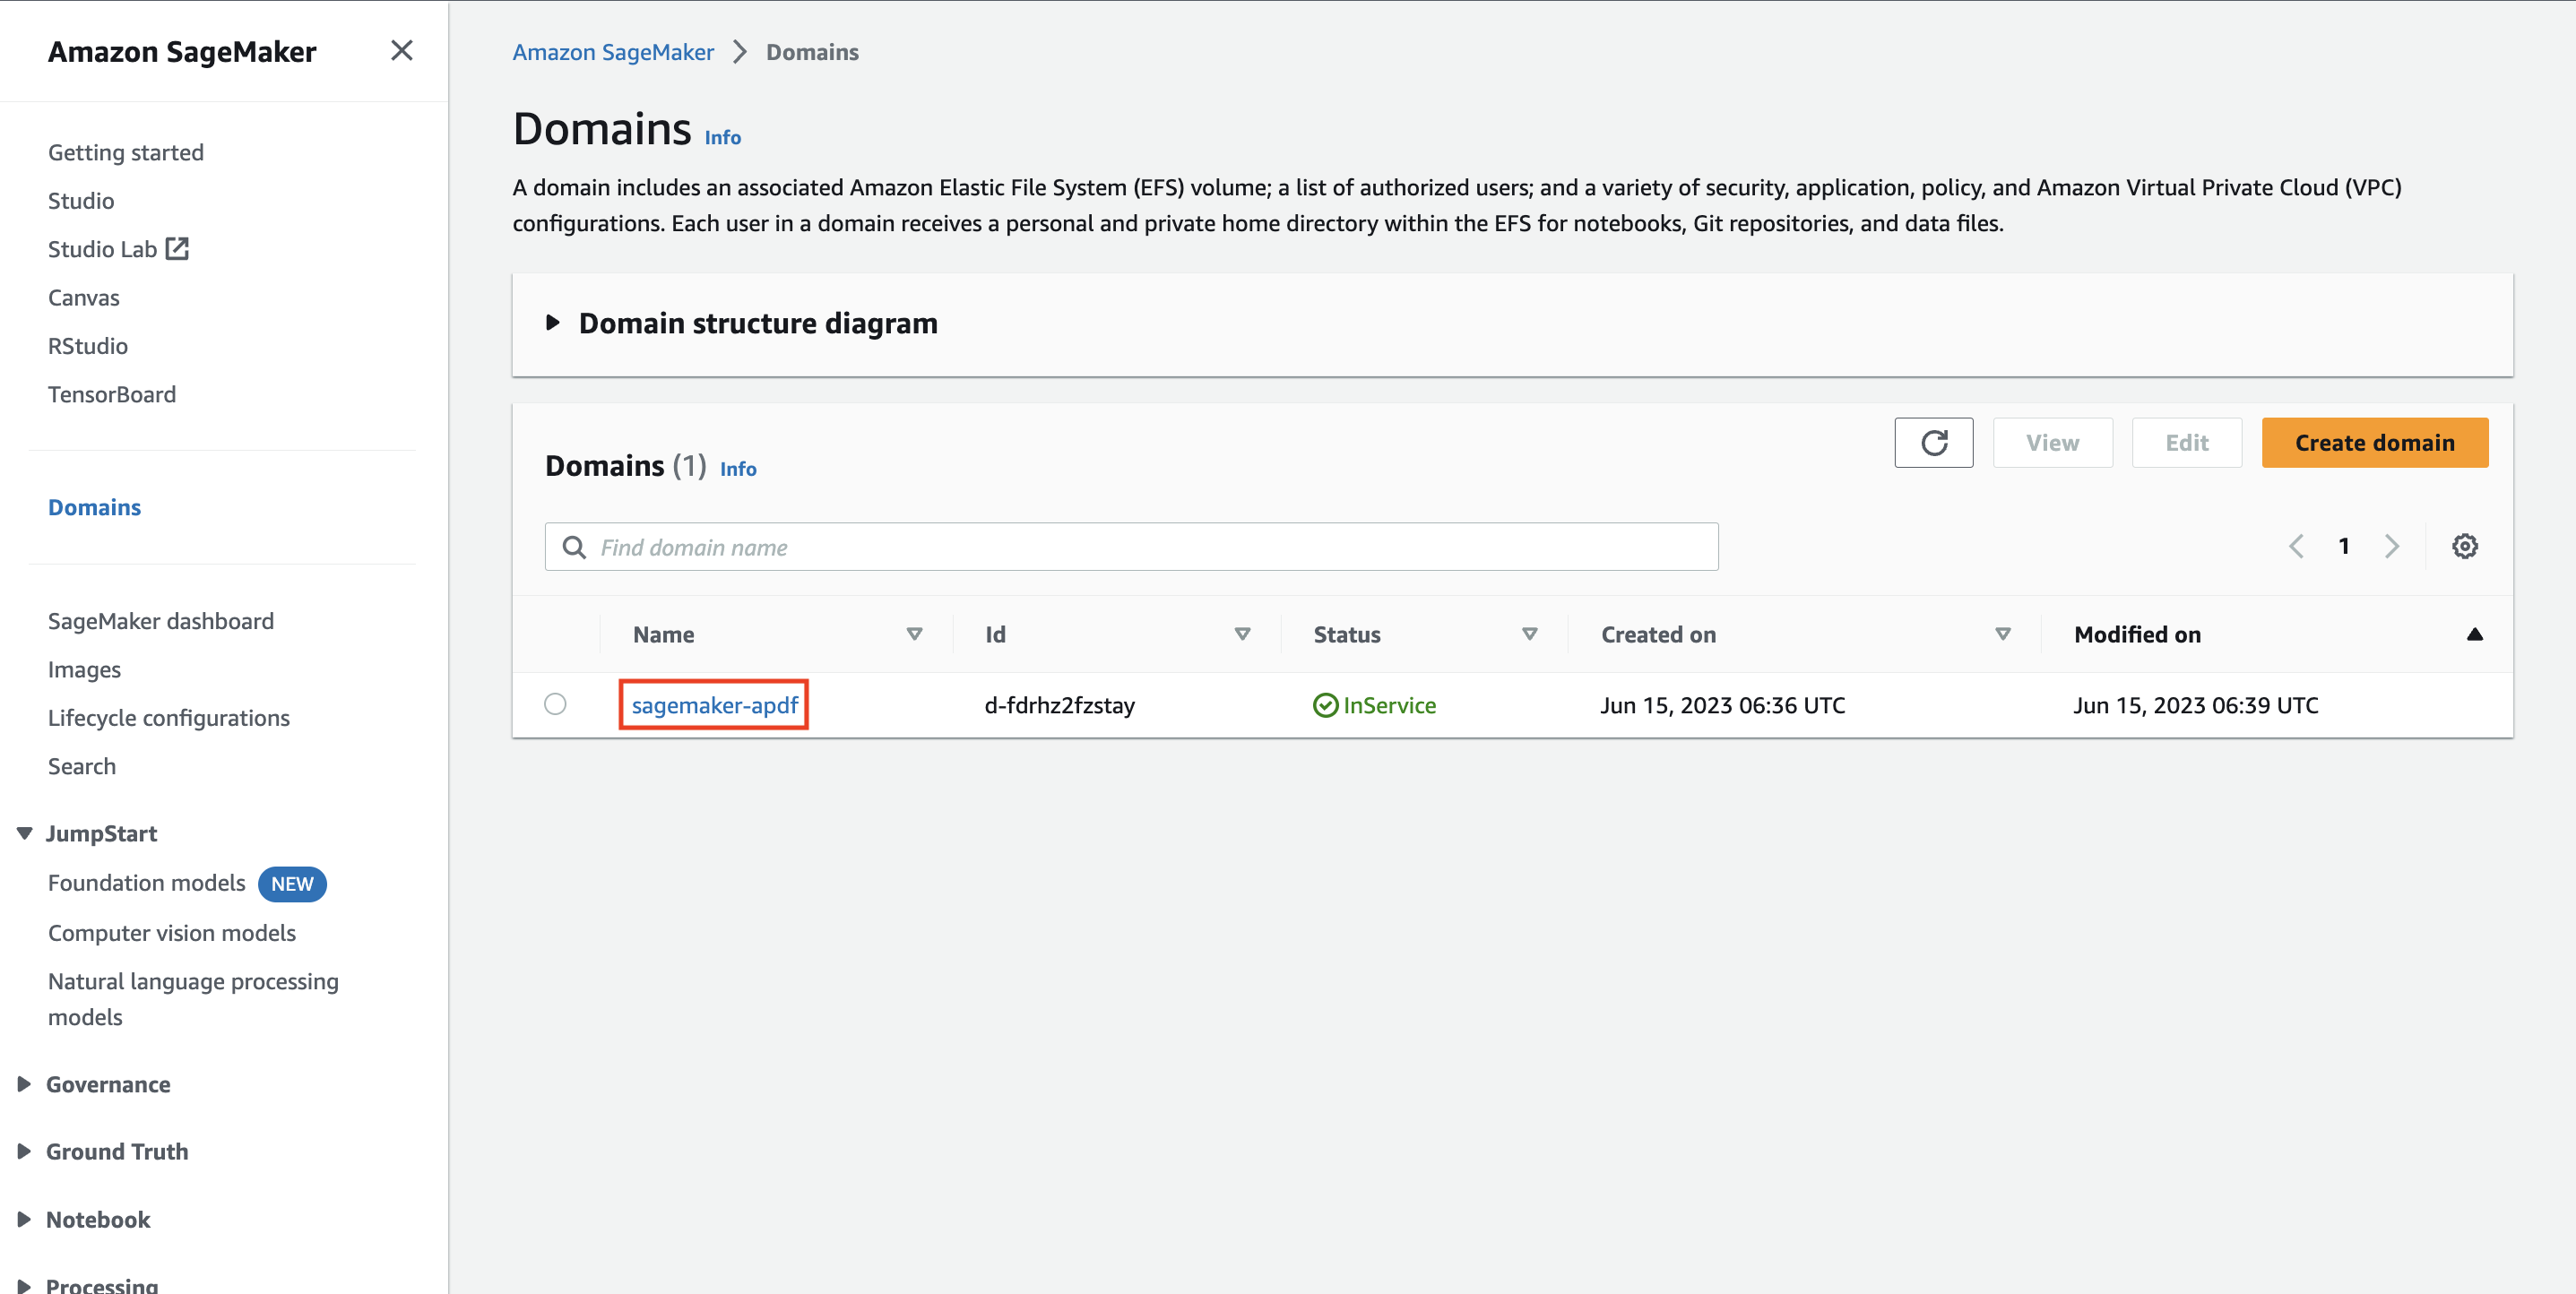 Amazon SageMaker
Getting started
Studio
Studio Lab
Canvas
RStudio
TensorBoard
Domains
SageMaker dashboard
Images
Lifecycle configurations
Search
JumpStart
Foundation models NEW
Computer vision models
Natural language processing
models
Governance
Ground Truth
Notebook
Processing
Amazon SageMaker > Domains
Domains Info
A domain includes an associated Amazon Elastic File System (EFS) volume; a list of authorized users; and a variety of security, application, policy, and Amazon Virtual Private Cloud (VPC)
configurations. Each user in a domain receives a personal and private home directory within the EFS for notebooks, Git repositories, and data files.
Domain structure diagram
Domains (1) Info
View Edit Create domain
Find domain name
1
Name Id Status Created on Modified on
sagemaker-apdf d-fdrhz2fzstay InService Jun 15, 2023 06:36 UTC Jun 15, 2023 06:39 UTC